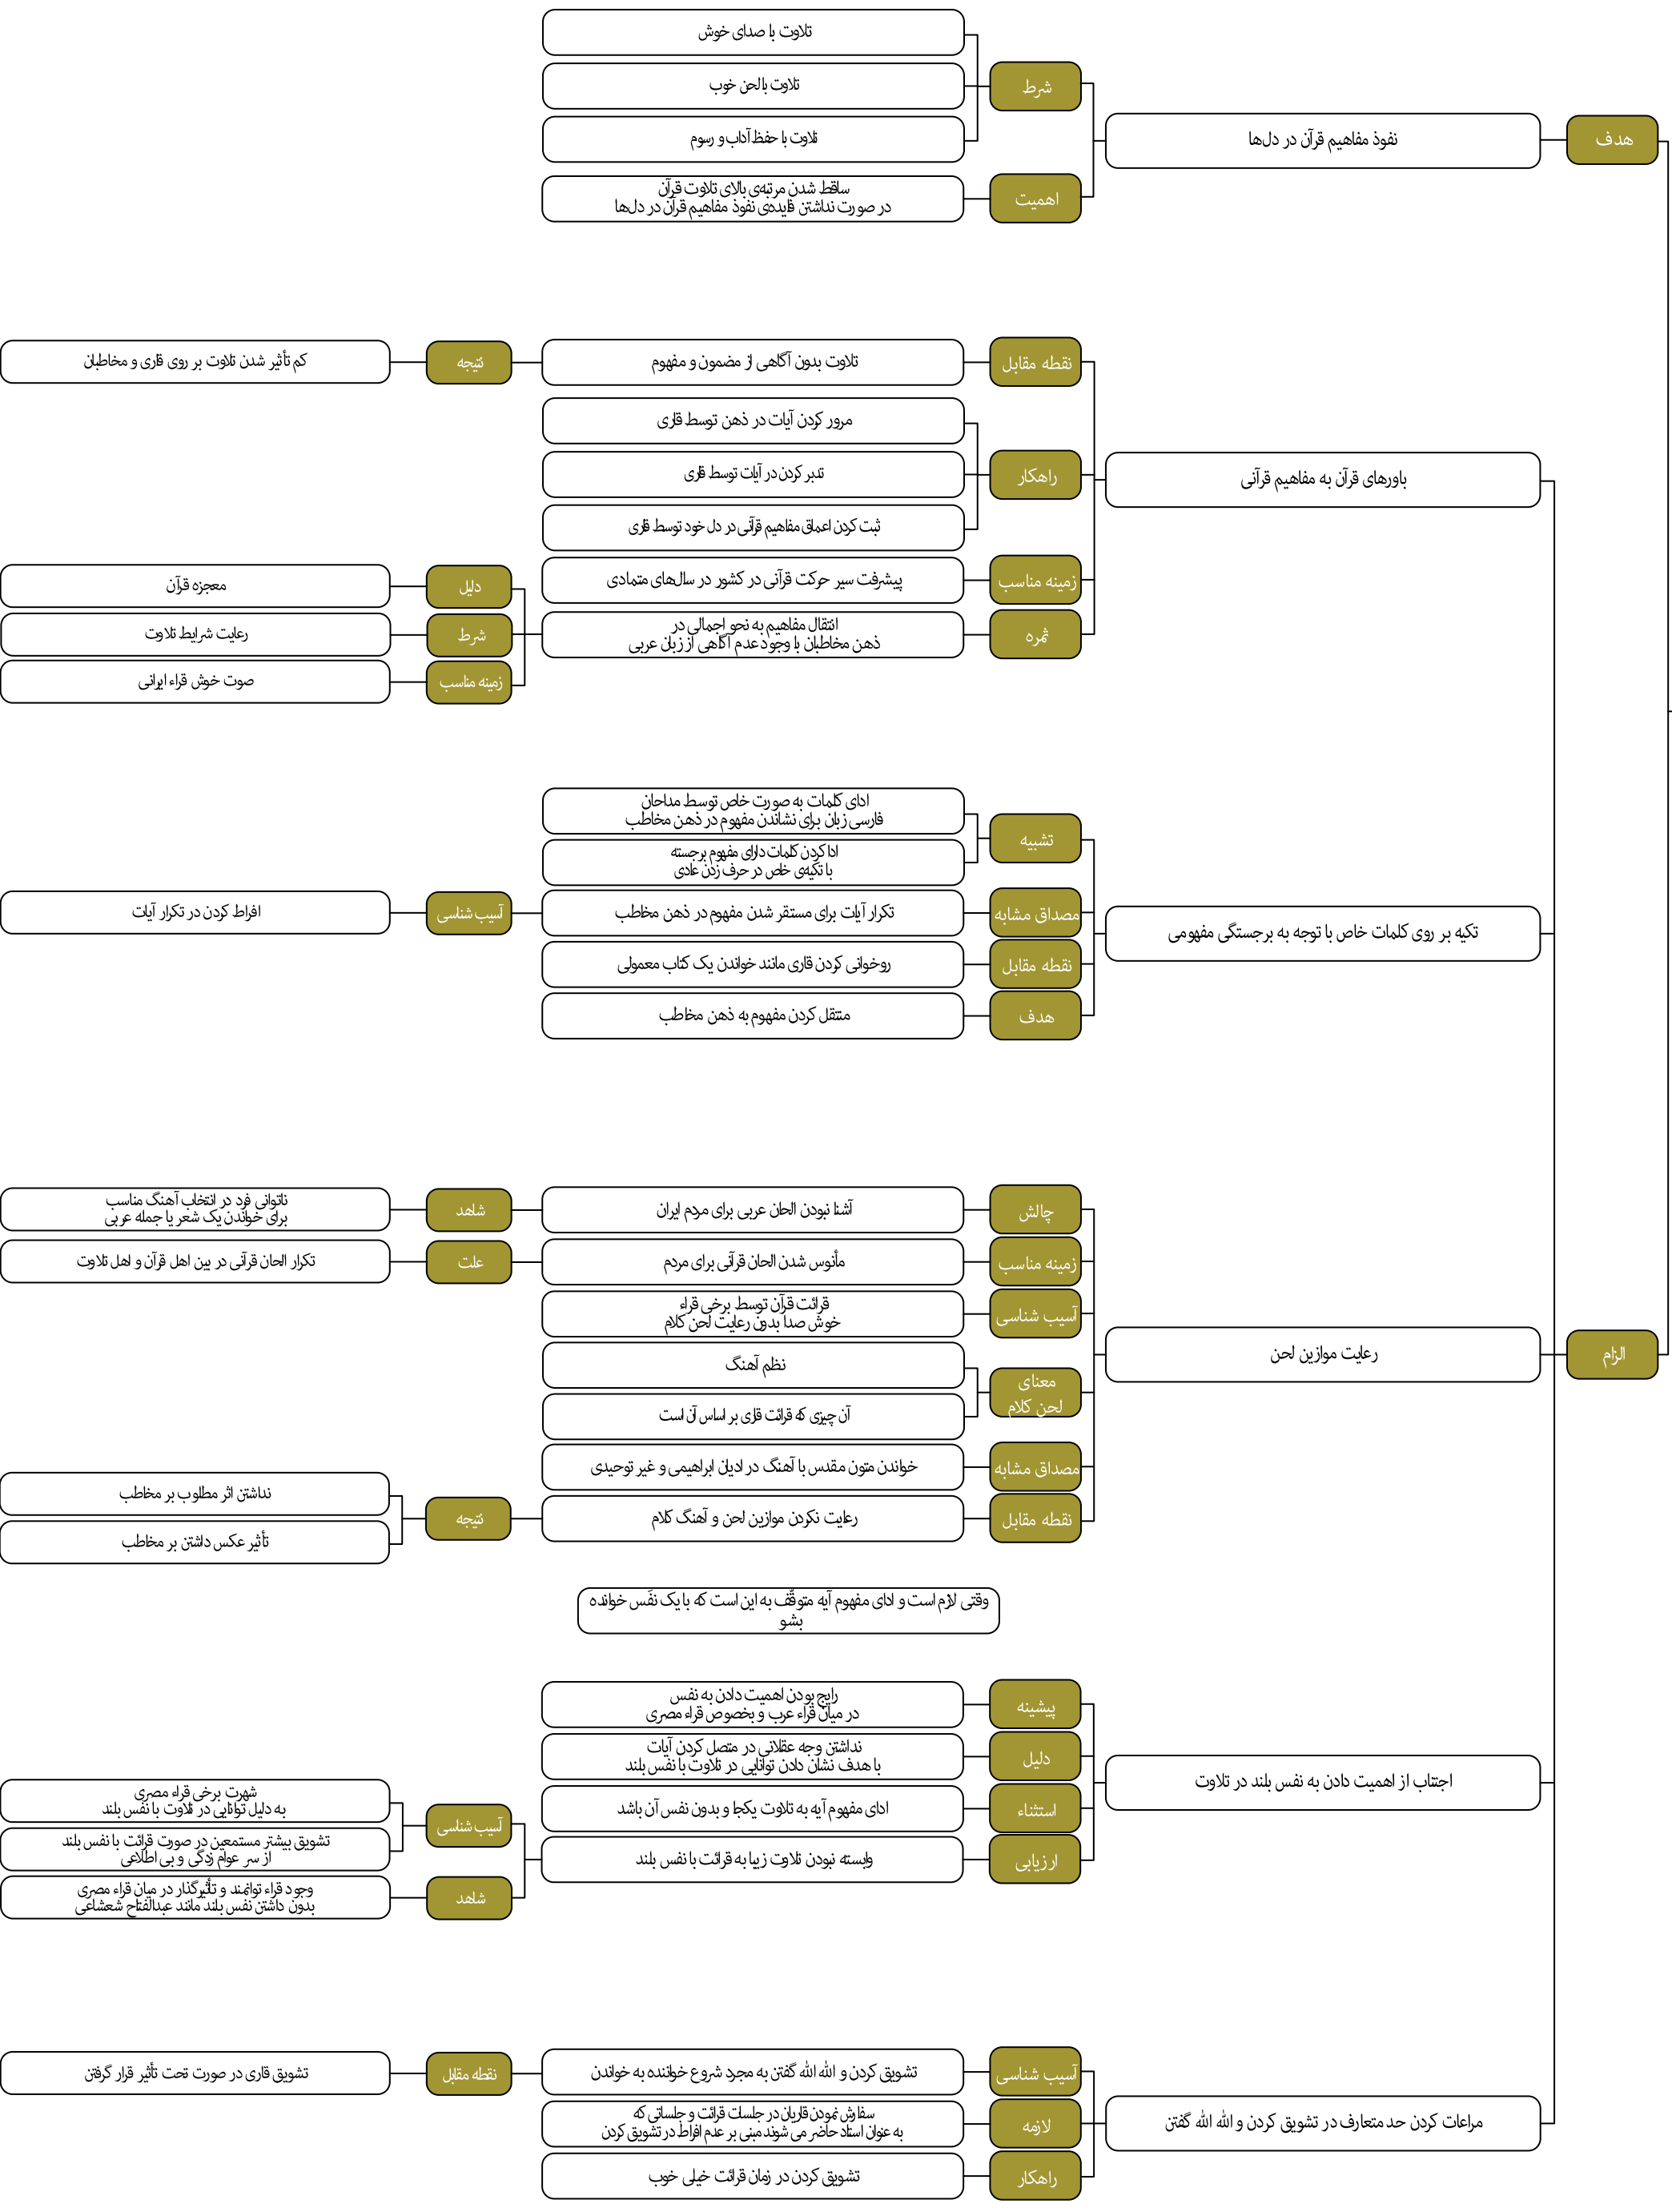 هدف
نفوذ مفاهیم قرآن در دل‌ها
شرط
تلاوت با صدای خوش
تلاوت با لحن خوب
تلاوت با حفظ آداب و رسوم
اهمیت
ساقط شدن مرتبه‌ی بالای تلاوت قرآن
در صورت نداشتن فایده‌ی نفوذ مفاهیم قرآن در دل‌ها
الزام
باورهای قرآن به مفاهیم قرآنی
نقطه مقابل
تلاوت بدون آگاهی از مضمون و مفهوم
نتیجه
کم تأثیر شدن تلاوت بر روی قاری و مخاطبان
راهکار
مرور کردن آیات در ذهن توسط قاری
تدبر کردن در آیات توسط قاری
ثبت کردن اعماق مفاهیم قرآنی در دل خود توسط قاری
زمینه مناسب
پیشرفت سیر حرکت قرآنی در کشور در سال‌های متمادی
ثمره
انتقال مفاهیم به نحو اجمالی در
ذهن مخاطبان با وجود عدم آگاهی از زبان عربی
دلیل
معجزه قرآن
شرط
رعایت شرایط تلاوت
زمینه مناسب
صوت خوش قراء ایرانی
تکیه بر روی کلمات خاص با توجه به برجستگی مفهومی
تشبیه
ادای کلمات به صورت خاص توسط مداحان
فارسی زبان برای نشاندن مفهوم در ذهن مخاطب
ادا کردن کلمات دارای مفهوم برجسته
با تکیه‌ی خاص در حرف زدن عادی
مصداق مشابه
تکرار آیات برای مستقر شدن مفهوم در ذهن مخاطب
آسیب شناسی
افراط کردن در تکرار آیات
نقطه مقابل
روخوانی کردن قاری مانند خواندن یک کتاب معمولی
هدف
منتقل کردن مفهوم به ذهن مخاطب
رعایت موازین لحن
چالش
آشنا نبودن الحان عربی برای مردم ایران
شاهد
ناتوانی فرد در انتخاب آهنگ مناسب
برای خواندن یک شعر یا جمله عربی
زمینه مناسب
مأنوس شدن الحان قرآنی برای مردم
علت
تکرار الحان قرآنی در بین اهل قرآن و اهل تلاوت
آسیب شناسی
قرائت قرآن توسط برخی قراء
خوش صدا بدون رعایت لحن کلام
معنای
لحن کلام
نظم آهنگ
آن چیزی که قرائت قاری بر اساس آن است
مصداق مشابه
خواندن متون مقدس با آهنگ در ادیان ابراهیمی و غیر توحیدی
نقطه مقابل
رعایت نکردن موازین لحن و آهنگ کلام
نتیجه
نداشتن اثر مطلوب بر مخاطب
تأثیر عکس داشتن بر مخاطب
وقتی لازم است و ادای مفهوم آیه متوقّف به این است که با یک نفَس خوانده
بشو
اجتناب از اهمیت دادن به نفس بلند در تلاوت
پیشینه
رایج بودن اهمیت دادن به نفس
در میان قراء عرب و بخصوص قراء مصری
دلیل
نداشتن وجه عقلانی در متصل کردن آیات
با هدف نشان دادن توانایی در تلاوت با نفس بلند
استثناء
ادای مفهوم آیه به تلاوت یکجا و بدون نفس آن باشد
ارزیابی
وابسته نبودن تلاوت زیبا به قرائت با نفس بلند
آسیب شناسی
شهرت برخی قراء مصری
به دلیل توانایی در تلاوت با نفس بلند
تشویق بیشتر مستمعین در صورت قرائت با نفس بلند
از سر عوام زدگی و بی اطلاعی
شاهد
وجود قراء توانمند و تأثیرگذار در میان قراء مصری
بدون داشتن نفس بلند مانند عبدالفتاح شعشاعی
مراعات کردن حد متعارف در تشویق کردن و الله الله گفتن
آسیب شناسی
تشویق کردن و الله الله گفتن به مجرد شروع خواننده به خواندن
نقطه مقابل
تشویق قاری در صورت تحت تأثیر قرار گرفتن
لازمه
سفارش نمودن قاریان در جلسات قرائت و جلساتی که
به عنوان استاد حاضر می شوند مبنی بر عدم افراط در تشویق کردن
راهکار
تشویق کردن در زمان قرائت خیلی خوب